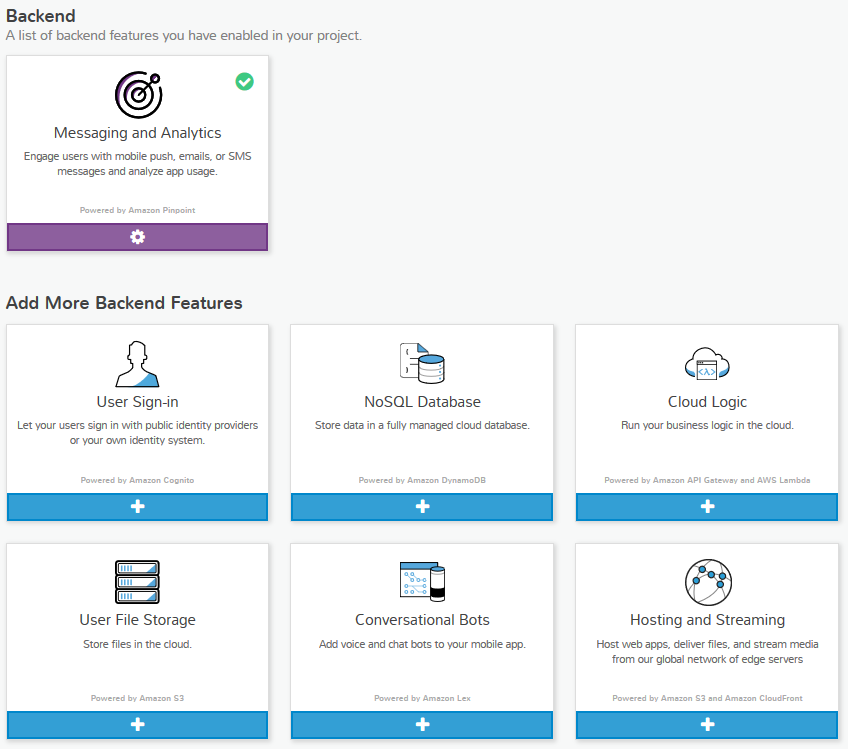 Backend
A list of backend features you have enabled in your project.
Messaging and Analytics
Engage users with mobile push, emails, or SMS
messages and analyze app usage.
Powered by Amazon Pinpoint
Add More Backend Features
User Sign-in
Let your users sign in with public identity providers
or your own identity system.
Powered by Amazon Cognito
NoSQL Database
Store data in a fully managed cloud database.
Powered by Amazon DynamoDB
Cloud Logic
Run your business logic in the cloud.
Powered by Amazon API Gateway and AWS Lambda
User File Storage
Store files in the cloud.
Powered by Amazon S3
Conversational Bots
Add voice and chat bots to your mobile app.
Powered by Amazon Lex
Hosting and Streaming
Host web apps, deliver files, and stream media
from our global network of edge servers
Powered by Amazon S3 and Amazon CloudFront